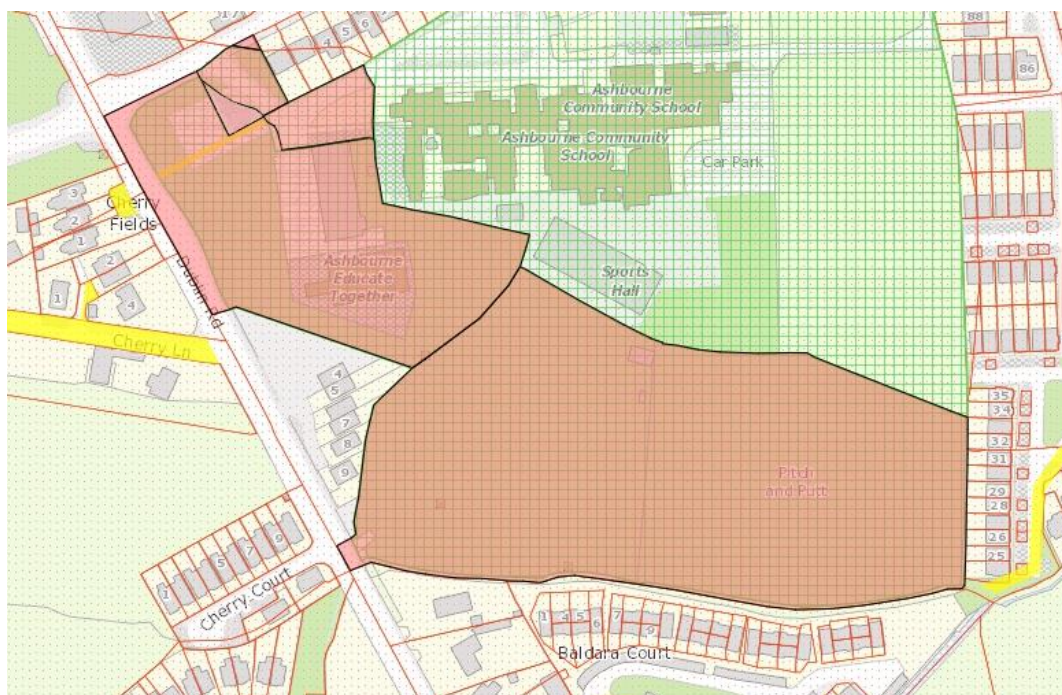 17
4
5
6
88
86
Ashbourne
Community School
Ashbourne Community
School
Car Park
3
2
1
Cherry
Fields
2
1
4
Dublin Rd
Ashbourne
Educate
Together
Sports
Hall
Cherry Ln
4
5
7
8
9
35
34
32
31
29
28
26
25
Pitch
and Putt
1
5
7
9
Cherry Court
1
4
5
6
7
9
Baldara Court